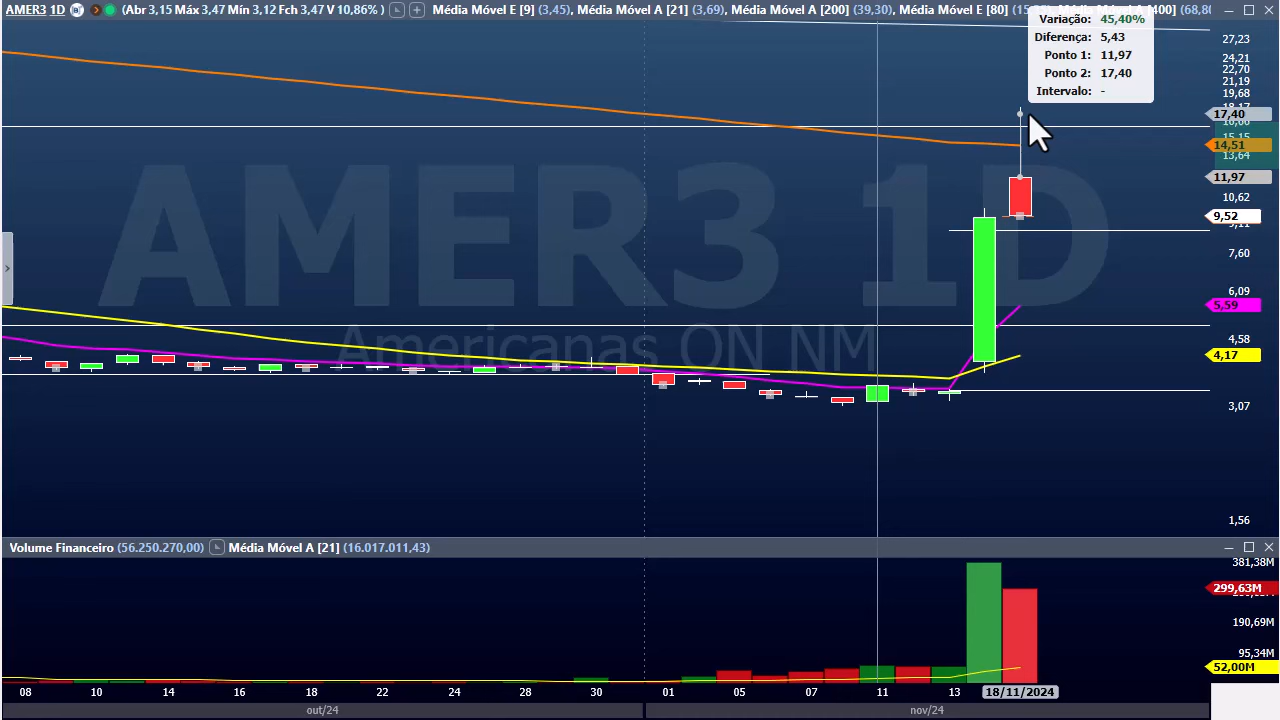 AMER3 1D (Abr 3,15 Máx 3,47 Mín 3,12 Fch 3,47 V 10,86%) Média Móvel E [9] (3,45), Média Móvel A [21] (3,69), Média Móvel A [200] (39,30), Média Móvel E [80]
Variação: 45,40%
Diferença: 5,43
Ponto 1: 11,97
Ponto 2: 17,40
Intervalo: -
27,23
24,21
22,70
21,19
19,68
17,40
14,51
13,64
11,97
10,62
9,52
7,60
6,09
5,59
4,58
4,17
3,07
1,56
AMER3 1D
Americanas ON NM
Volume Financeiro (56.250.270,00) Média Móvel A [21] (16.017.011,43)
381,38M
299,63M
190,69M
95,34M
52,00M
08 10 14 16 18 22 24 28 30 01 05 07 11 13 18/11/2024
out/24 nov/24